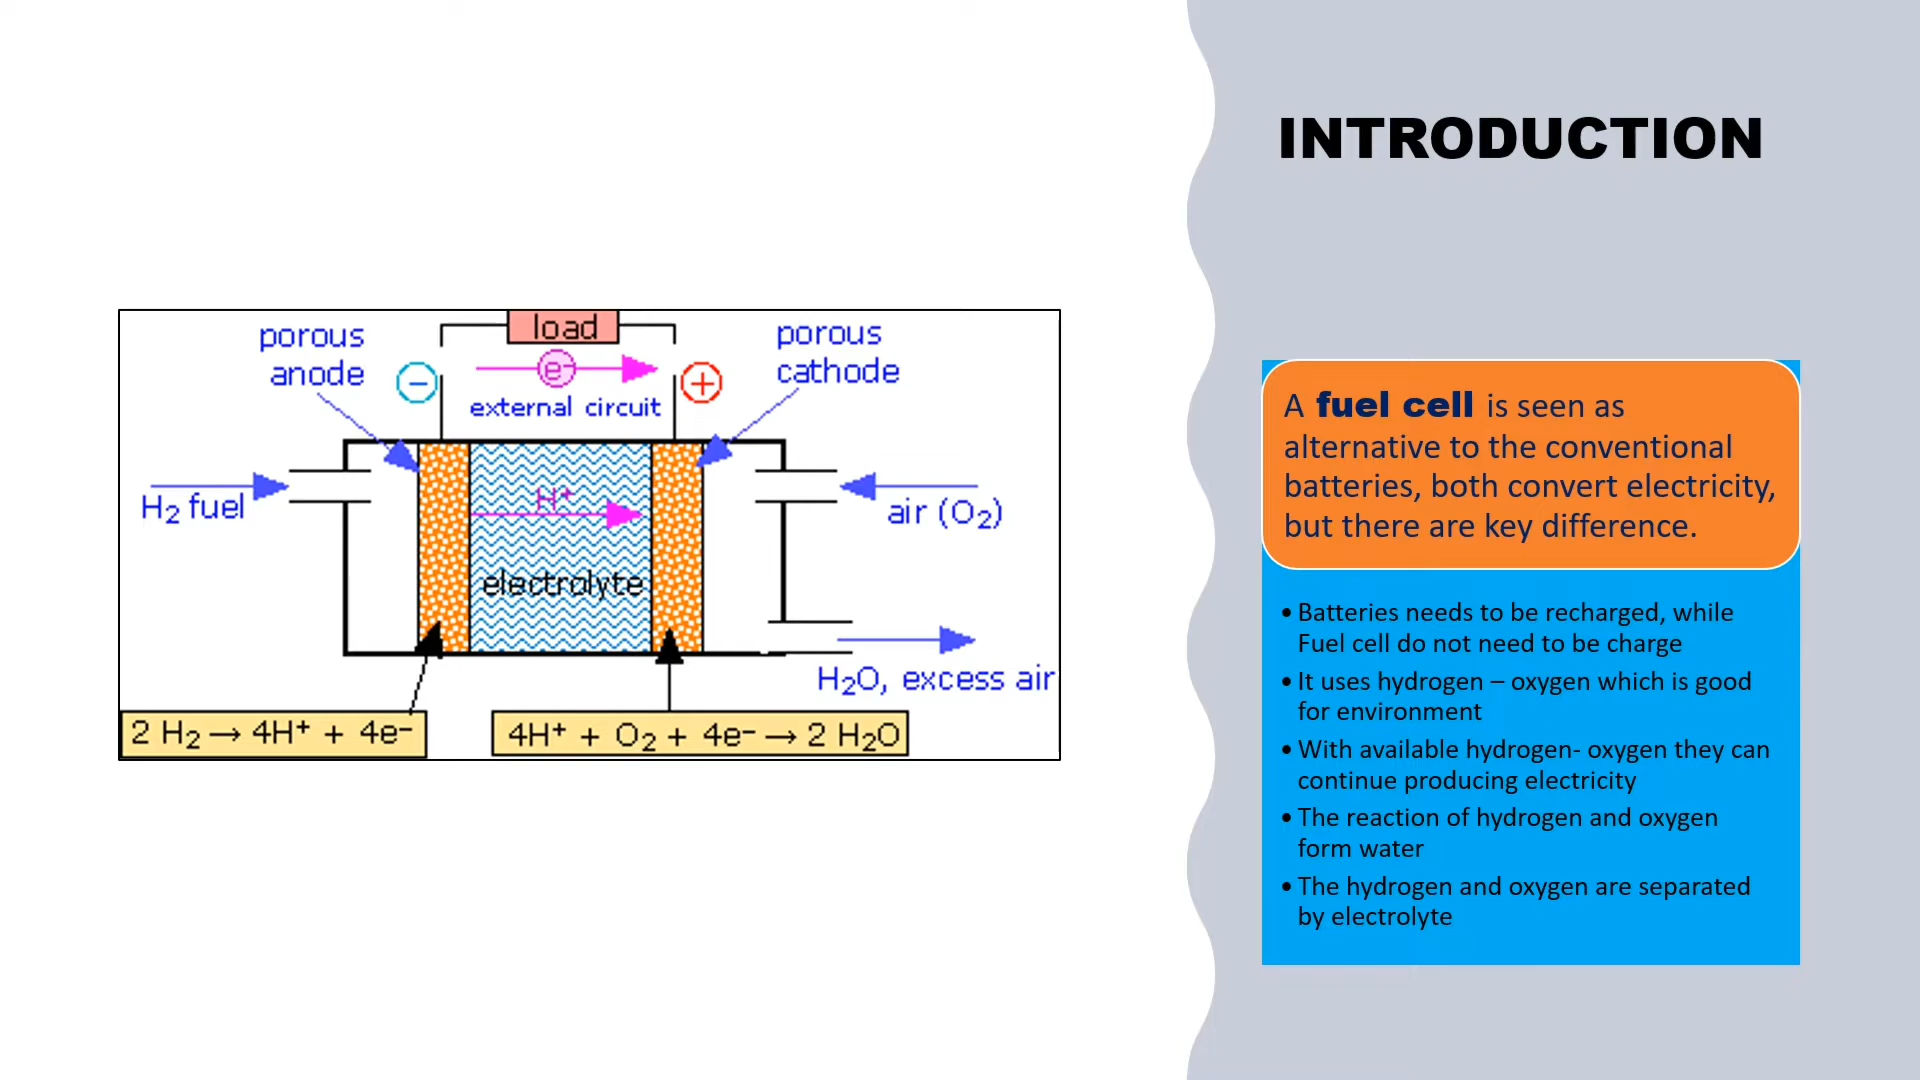 INTRODUCTION
porous
anode
load
e-
external circuit
porous
cathode
−
+
H₂ fuel
H⁺
electrolyte
air (O₂)
H₂O, excess air
2 H₂ → 4H⁺ + 4e⁻
4H⁺ + O₂ + 4e⁻ → 2 H₂O
A fuel cell is seen as
alternative to the conventional
batteries, both convert electricity,
but there are key difference.
• Batteries needs to be recharged, while
Fuel cell do not need to be charge
• It uses hydrogen – oxygen which is good
for environment
• With available hydrogen- oxygen they can
continue producing electricity
• The reaction of hydrogen and oxygen
form water
• The hydrogen and oxygen are separated
by electrolyte